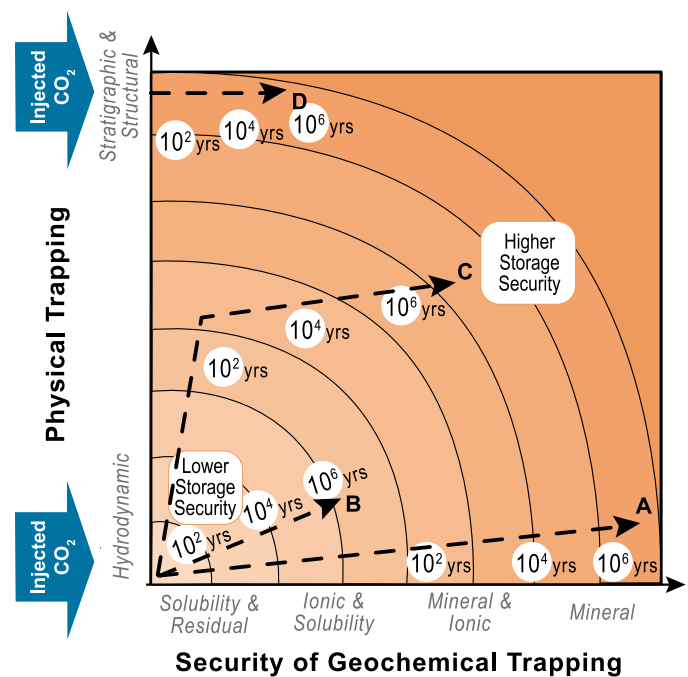 Injected
CO2
Stratigraphic &
Structural
D
10² yrs
10⁴ yrs
10⁶ yrs
Higher
Storage
Security
C
10⁶ yrs
10⁴ yrs
10² yrs
Physical Trapping
Lower
Storage
Security
10⁶ yrs
B
10⁴ yrs
10² yrs
A
10² yrs
10⁴ yrs
10⁶ yrs
Hydrodynamic
Injected
CO2
Solubility &
Residual
Ionic &
Solubility
Mineral &
Ionic
Mineral
Security of Geochemical Trapping